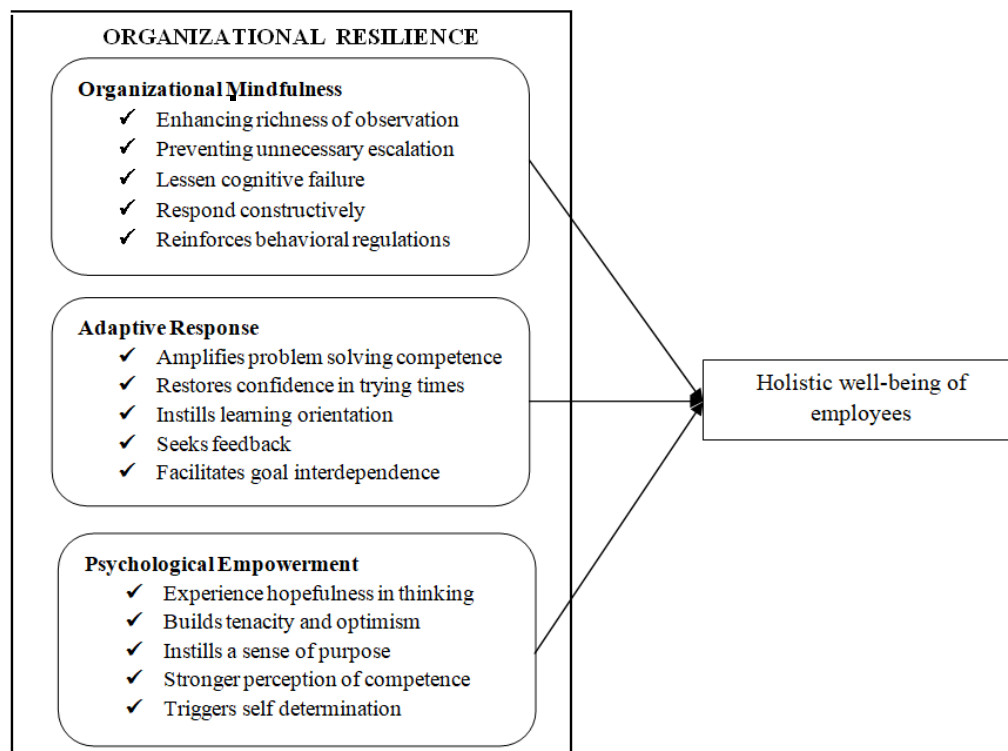 ORGANIZATIONAL RESILIENCE
Organizational Mindfulness
✓ Enhancing richness of observation
✓ Preventing unnecessary escalation
✓ Lessen cognitive failure
✓ Respond constructively
✓ Reinforces behavioral regulations
Adaptive Response
✓ Amplifies problem solving competence
✓ Restores confidence in trying times
✓ Instills learning orientation
✓ Seeks feedback
✓ Facilitates goal interdependence
Psychological Empowerment
✓ Experience hopefulness in thinking
✓ Builds tenacity and optimism
✓ Instills a sense of purpose
✓ Stronger perception of competence
✓ Triggers self determination
Holistic well-being of
employees